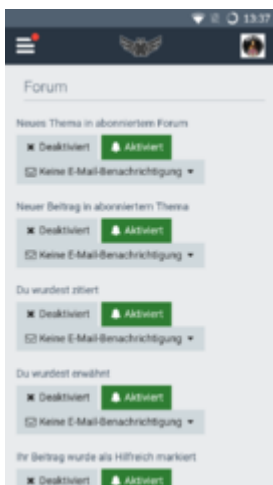 13:37
Forum
Neues Thema in abonniertem Forum
Deaktiviert Aktiviert
Keine E-Mail-Benachrichtigung
Neuer Beitrag in abonniertem Thema
Deaktiviert Aktiviert
Keine E-Mail-Benachrichtigung
Du wurdest zitiert
Deaktiviert Aktiviert
Keine E-Mail-Benachrichtigung
Du wurdest erwähnt
Deaktiviert Aktiviert
Keine E-Mail-Benachrichtigung
Ihr Beitrag wurde als Hilfreich markiert
Deaktiviert Aktiviert